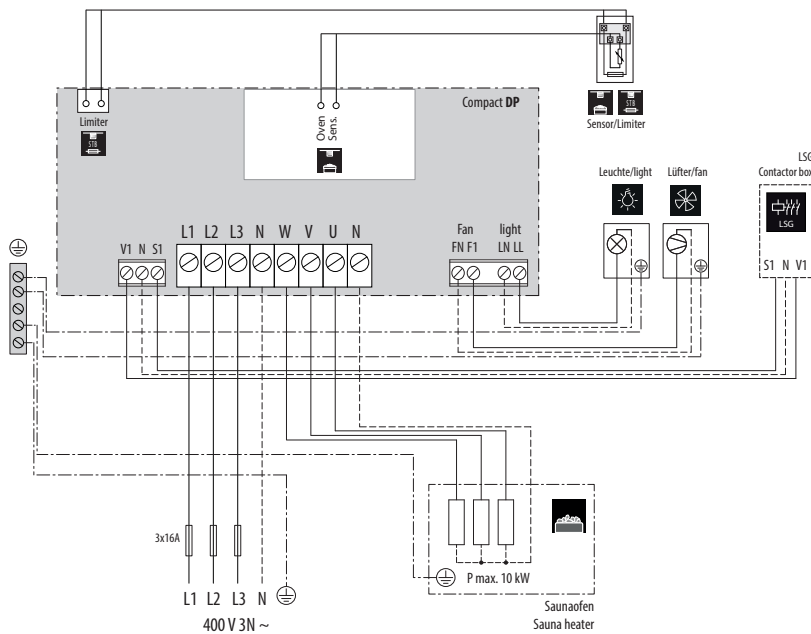 Limiter
STB
Oven
Sens.
Compact DP
STB
Sensor/Limiter
Leuchte/light
Lüfter/fan
LSG
Contactor box
LSG
S1 N V1
V1 N S1
L1 L2 L3 N W V U N
Fan
FN F1
light
LN LL
3x16A
L1 L2 L3 N
400 V 3N ~
P max. 10 kW
Saunaofen
Sauna heater